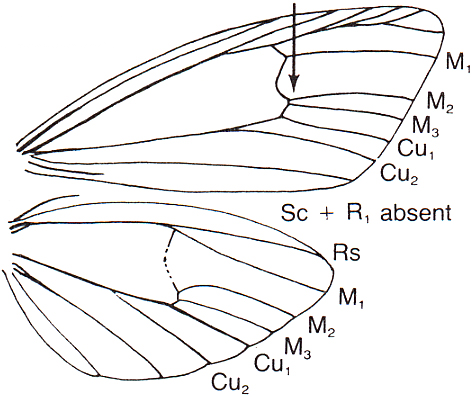 M₁
M₂
M₃
Cu₁
Cu₂
Sc + R₁ absent
Rs
M₁
M₂
M₃
Cu₁
Cu₂